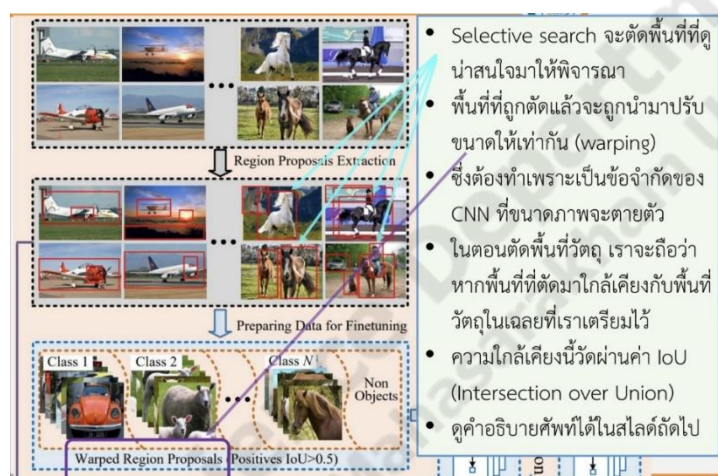 Region Proposals Extraction
Preparing Data for Finetuning
Class 1
Class 2
Class N
Non
Objects
Warped Region Proposals (Positives IoU>0.5)
• Selective search จะตัดพื้นที่ที่ดู
น่าสนใจมาให้พิจารณา
• พื้นที่ที่ถูกตัดแล้วจะถูกนำมาปรับ
ขนาดให้เท่ากัน (warping)
• ซึ่งต้องทำเพราะเป็นข้อจำกัดของ
CNN ที่ขนาดภาพจะตายตัว
• ในตอนตัดพื้นที่วัตถุ เราจะถือว่า
หากพื้นที่ที่ตัดมาใกล้เคียงกับพื้นที่
วัตถุในเฉลยที่เราเตรียมไว้
• ความใกล้เคียงนี้วัดผ่านค่า IoU
(Intersection over Union)
• ดูคำอธิบายศัพท์ได้ในสไลด์ถัดไป